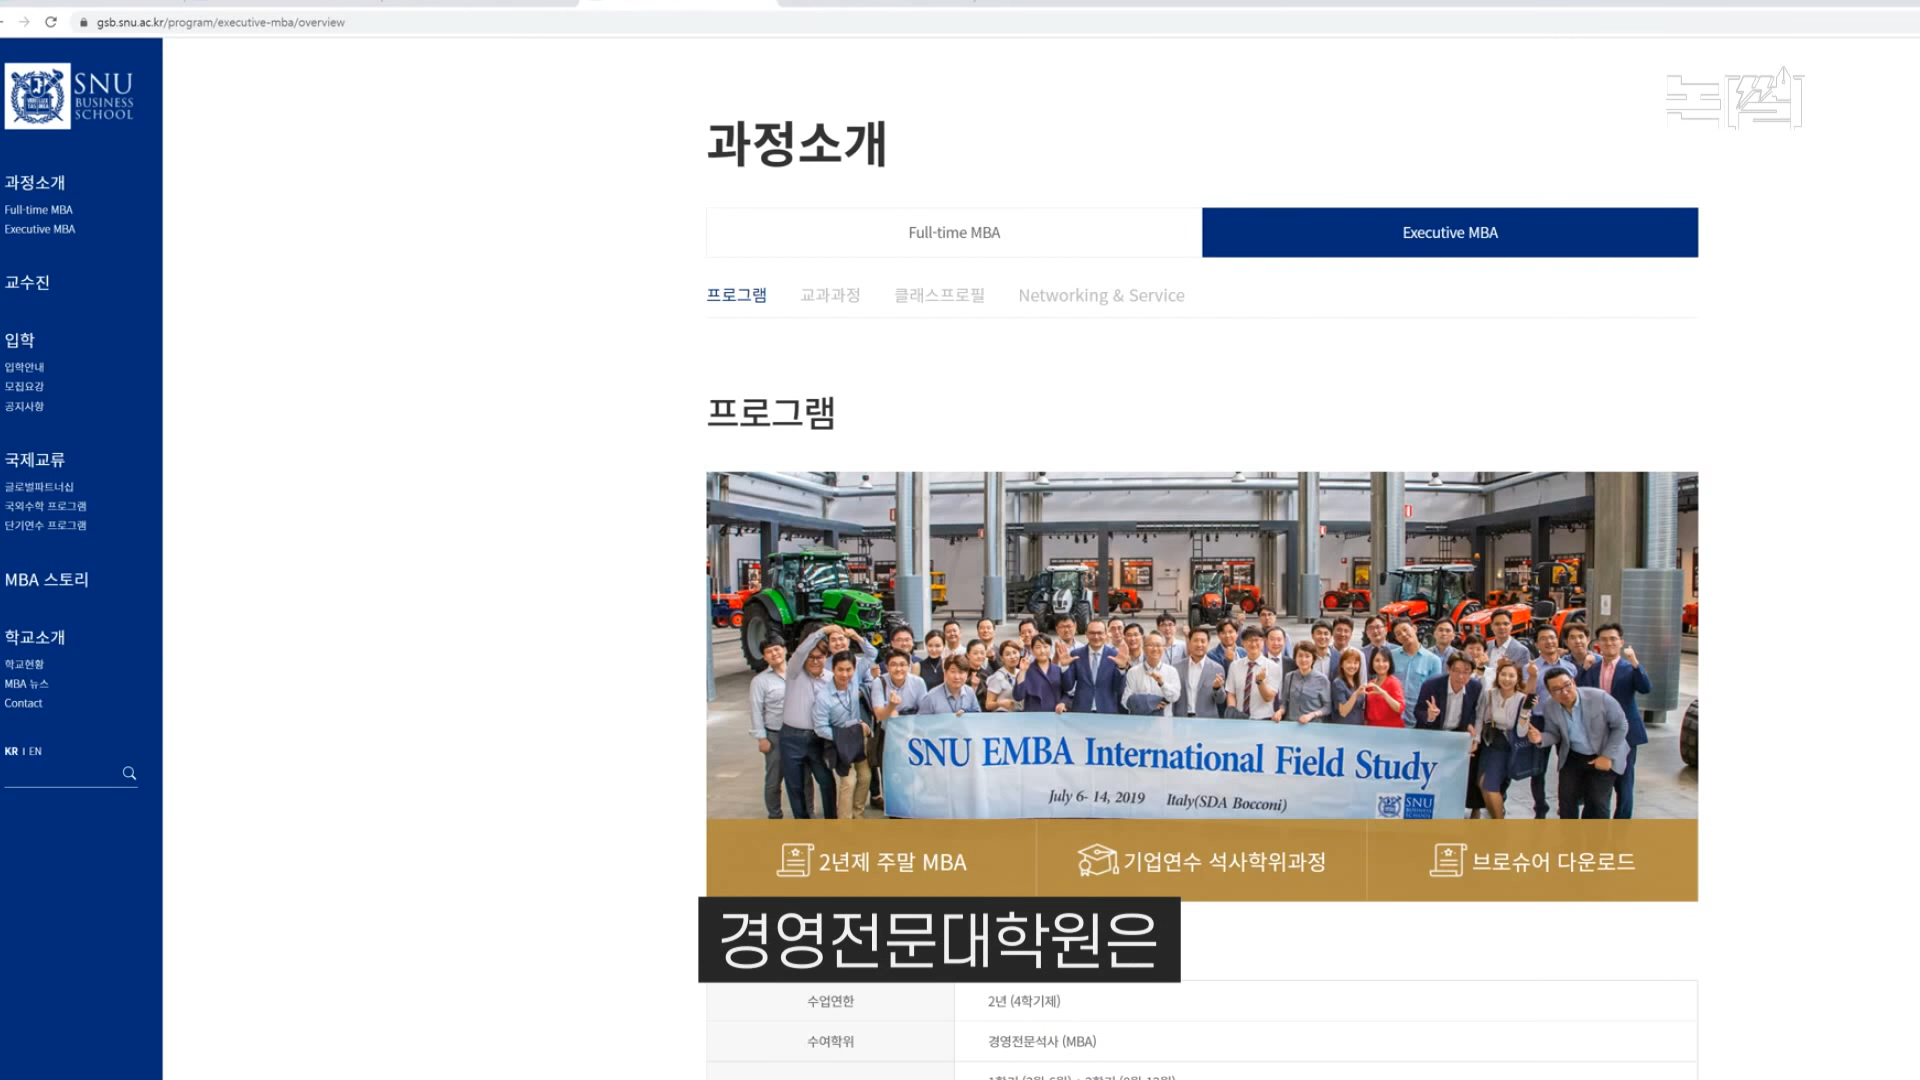 gsb.snu.ac.kr/program/executive-mba/overview
SNU
BUSINESS
SCHOOL
과정소개
Full-time MBA
Executive MBA
교수진
입학
입학안내
모집요강
공지사항
국제교류
글로벌파트너십
국외수학 프로그램
단기연수 프로그램
MBA 스토리
학교소개
학교현황
MBA 뉴스
Contact
KR I EN
논썰
과정소개
Full-time MBA
Executive MBA
프로그램 교과과정 클래스프로필 Networking & Service
프로그램
SNU EMBA International Field Study
July 6- 14, 2019 Italy(SDA Bocconi)
SNU
BUSINESS
SCHOOL
2년제 주말 MBA
기업연수 석사학위과정
브로슈어 다운로드
경영전문대학원은
수업연한 2년 (4학기제)
수여학위 경영전문석사 (MBA)